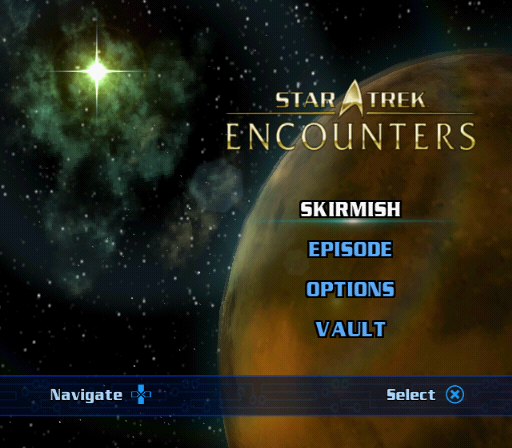 STAR TREK
ENCOUNTERS
SKIRMISH
EPISODE
OPTIONS
VAULT
Navigate
Select